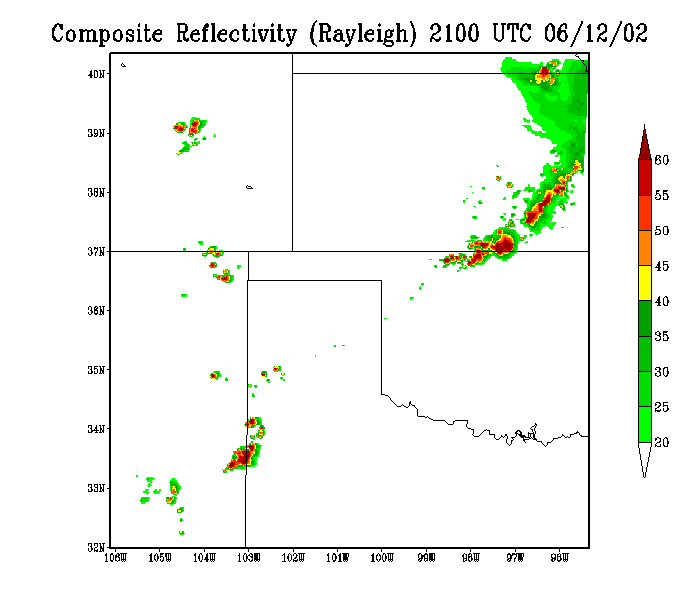 Composite Reflectivity (Rayleigh) 2100 UTC 06/12/02
40N
39N
38N
37N
36N
35N
34N
33N
32N
106W 105W 104W 103W 102W 101W 100W 99W 98W 97W 96W
60
55
50
45
40
35
30
25
20